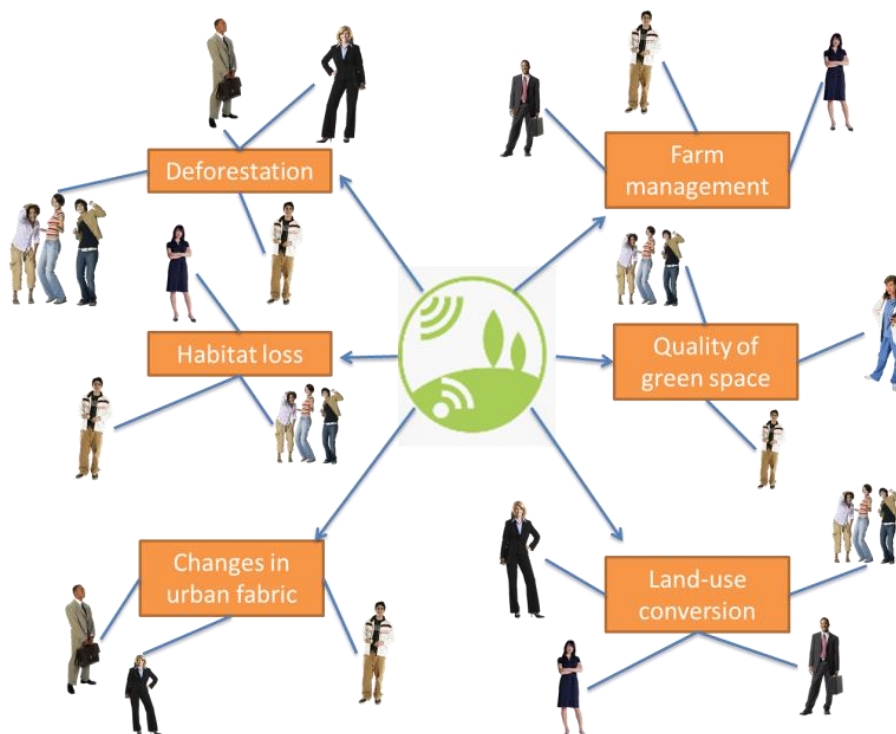 Deforestation
Farm
management
Habitat loss
Quality of
green space
Changes in
urban fabric
Land-use
conversion